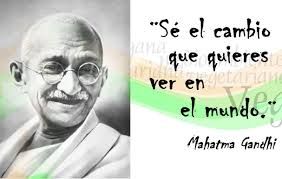 ¨Sé el cambio
que quieres
ver en
el mundo.¨
Mahatma Gandhi